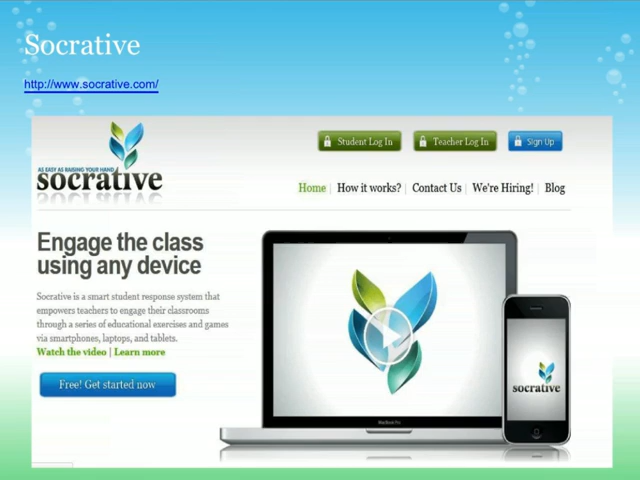 Socrative
http://www.socrative.com/
Student Log In
Teacher Log In
Sign Up
AS EASY AS RAISING YOUR HAND
socrative
Home | How it works? | Contact Us | We're Hiring! | Blog
Engage the class
using any device
Socrative is a smart student response system that
empowers teachers to engage their classrooms
through a series of educational exercises and games
via smartphones, laptops, and tablets.
Watch the video | Learn more
Free! Get started now
MacBook Pro
socrative